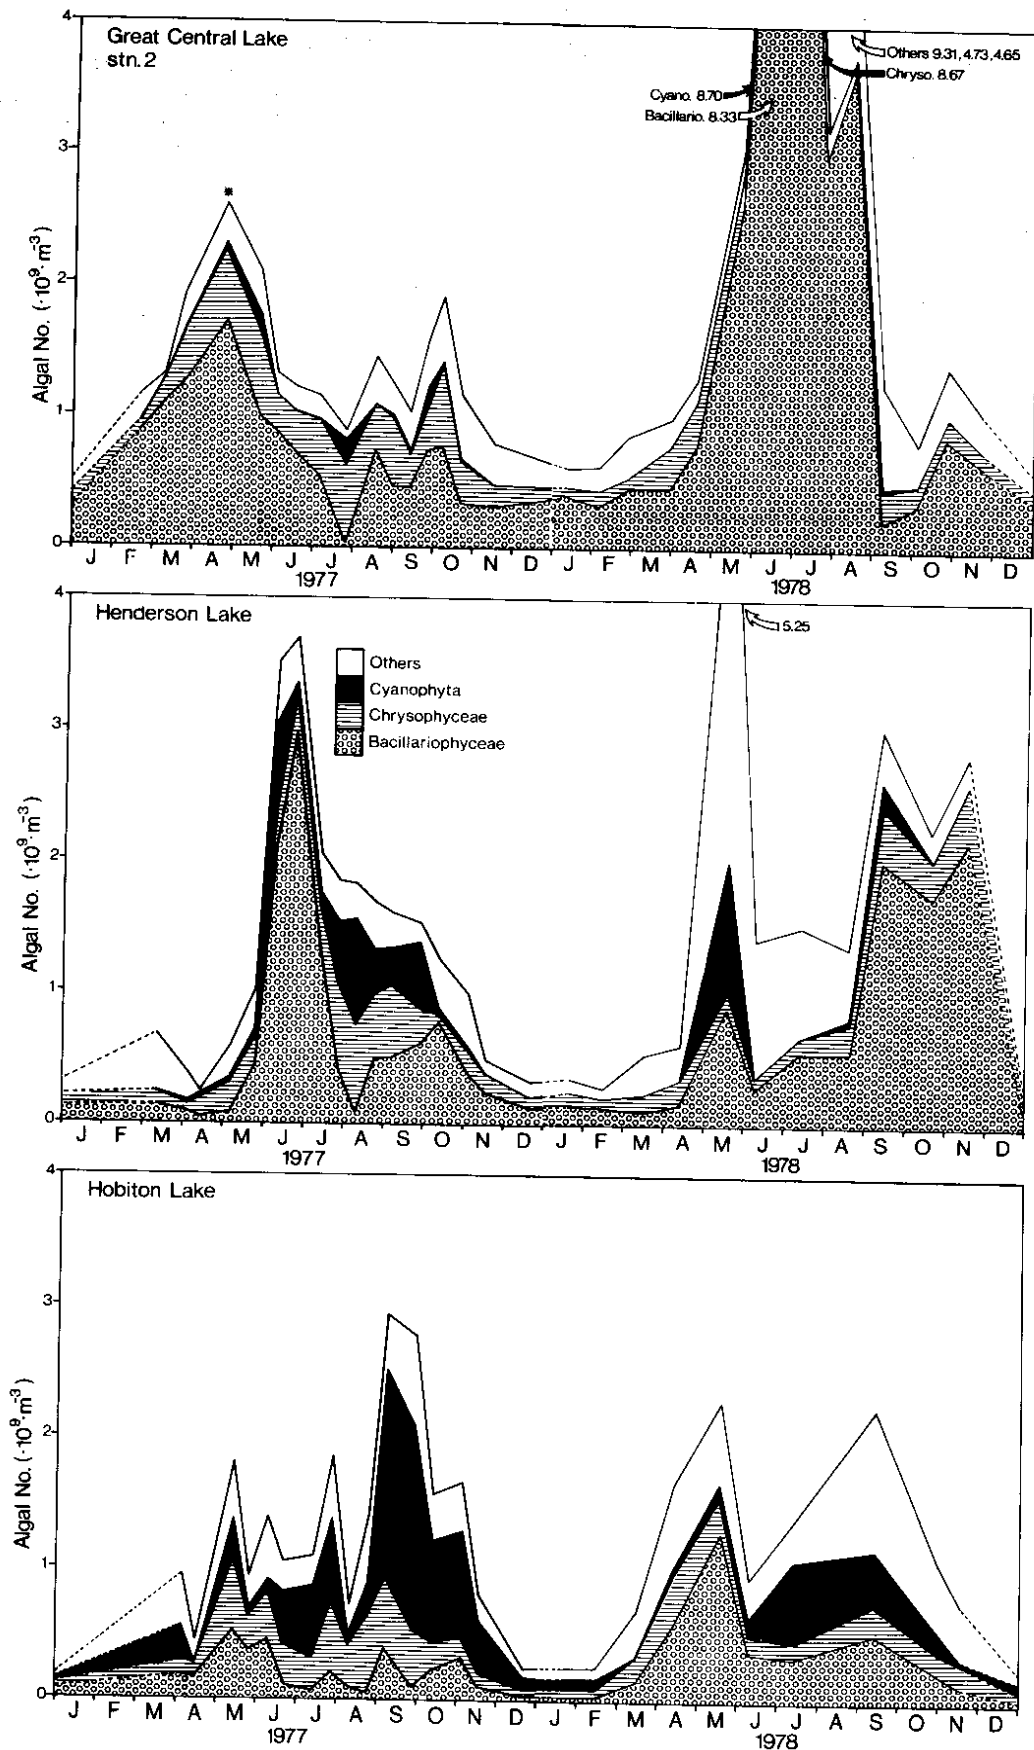 Great Central Lake
stn.2
Others 9.31, 4.73, 4.65
Chryso. 8.67
Cyano. 8.70
Bacillario. 8.33
*
4
3
2
1
0
Algal No. (·10⁹·m⁻³)
J F M A M J J A S O N D J F M A M J J A S O N D
1977 1978
Henderson Lake
5.25
Others
Cyanophyta
Chrysophyceae
Bacillariophyceae
4
3
2
1
0
Algal No. (·10⁹·m⁻³)
J F M A M J J A S O N D J F M A M J J A S O N D
1977 1978
Hobiton Lake
4
3
2
1
0
Algal No. (·10⁹·m⁻³)
J F M A M J J A S O N D J F M A M J J A S O N D
1977 1978